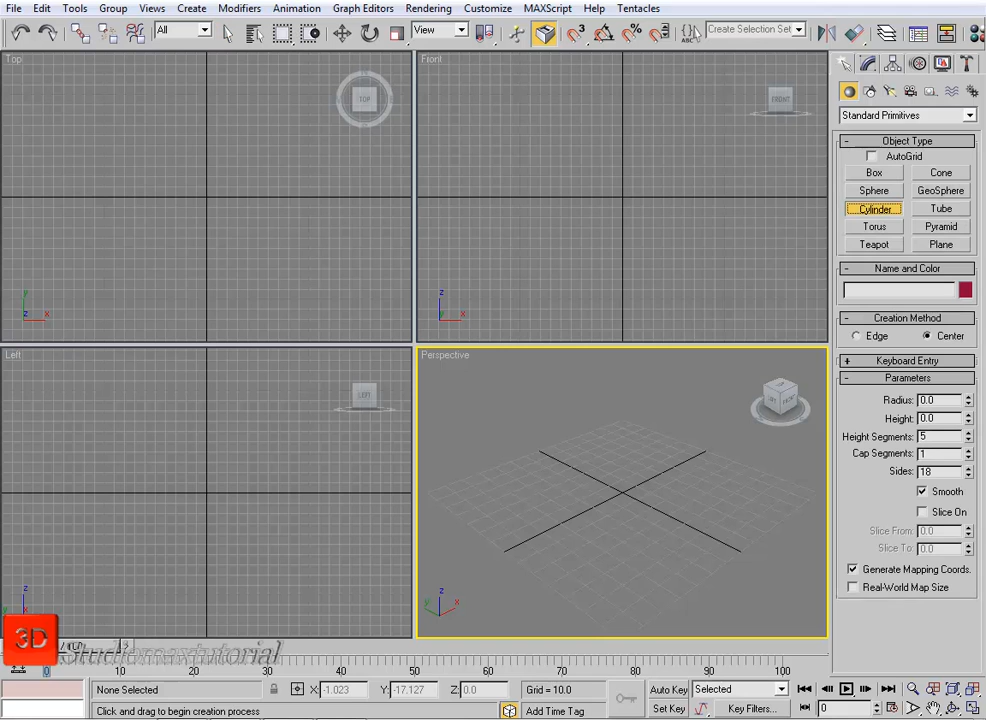 File Edit Tools Group Views Create Modifiers Animation Graph Editors Rendering Customize MAXScript Help Tentacles
All View Create Selection Set
Top TOP
Front FRONT
Standard Primitives
Object Type
AutoGrid
Box Cone
Sphere GeoSphere
Cylinder Tube
Torus Pyramid
Teapot Plane
Name and Color
Creation Method
Edge Center
Keyboard Entry
Parameters
Radius: 0.0
Height: 0.0
Height Segments: 5
Cap Segments: 1
Sides: 18
Smooth
Slice On
Slice From: 0.0
Slice To: 0.0
Generate Mapping Coords.
Real-World Map Size
y
z x
z
y x
Left LEFT
Perspective FRONT
z
y x
z
y x
3D Studiomaxtutorial
0 10 20 30 40 50 60 70 80 90 100
None Selected X: -1.023 Y: -17.127 Z: 0.0 Grid = 10.0 Auto Key Selected
Click and drag to begin creation process Add Time Tag Set Key Key Filters... 0